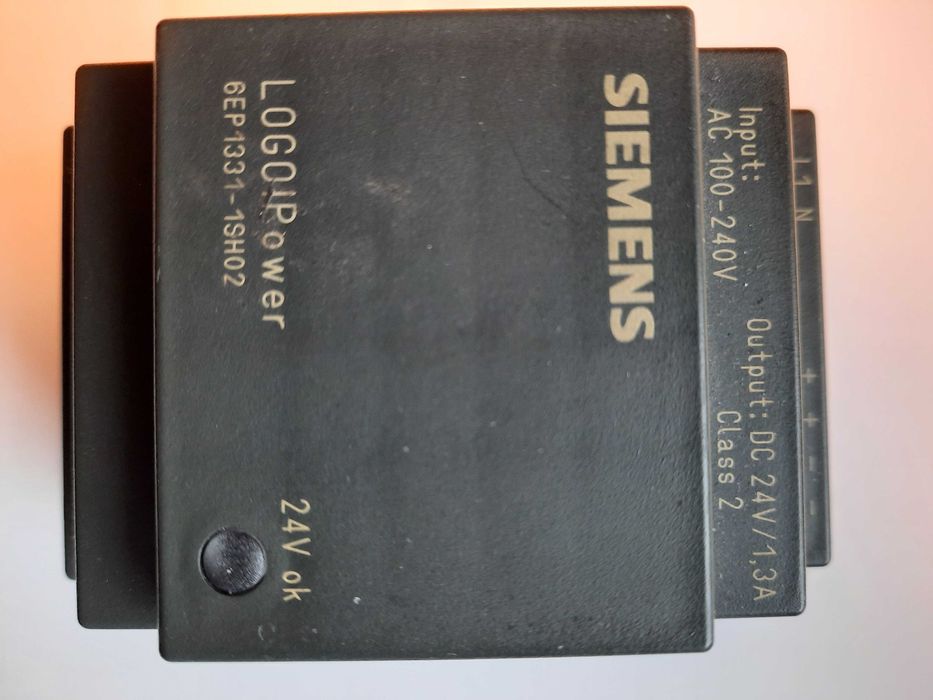 L1 N + + - -
Input:
AC 100-240V
Output: DC 24V/1,3A
Class 2
SIEMENS
24V ok
LOGO!Power
6EP1331-1SH02